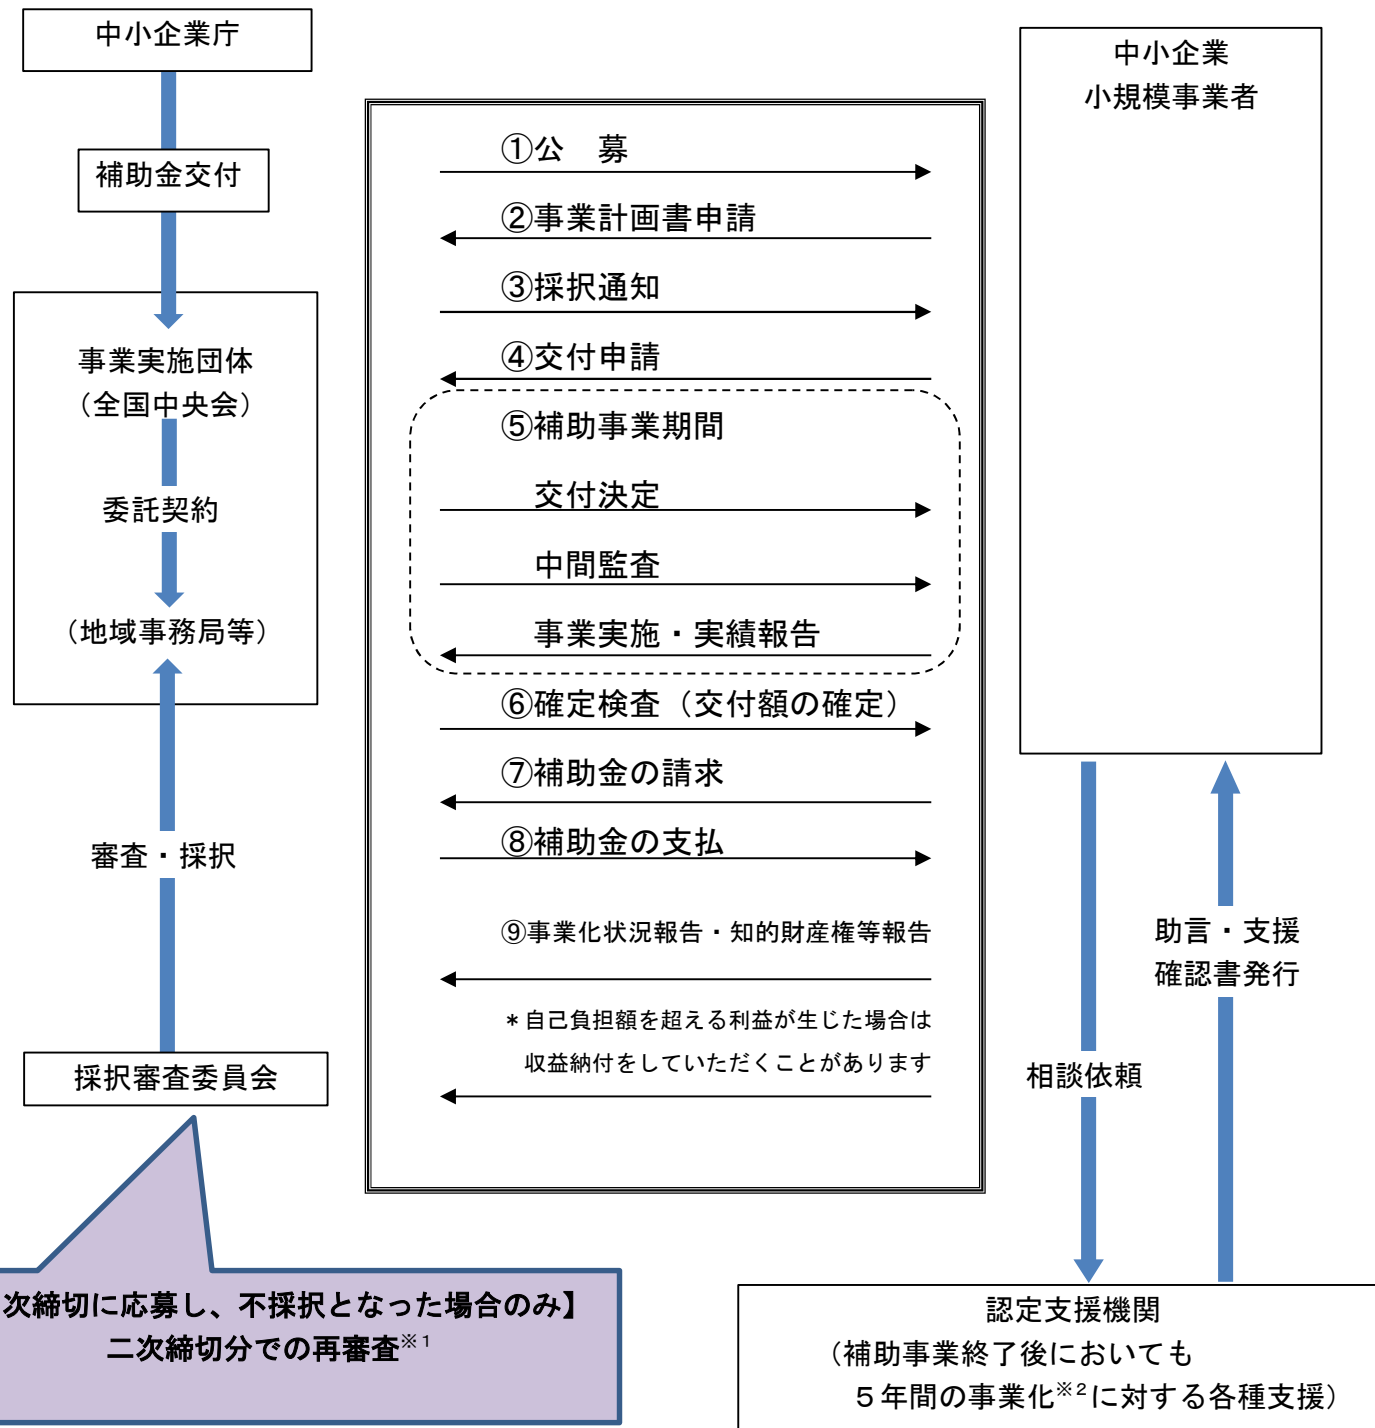 中小企業庁
補助金交付
事業実施団体
（全国中央会）
委託契約
（地域事務局等）
審査・採択
採択審査委員会
次締切に応募し、不採択となった場合のみ】
二次締切分での再審査※１
①公　募
②事業計画書申請
③採択通知
④交付申請
⑤補助事業期間
交付決定
中間監査
事業実施・実績報告
⑥確定検査（交付額の確定）
⑦補助金の請求
⑧補助金の支払
⑨事業化状況報告・知的財産権等報告
＊自己負担額を超える利益が生じた場合は
収益納付をしていただくことがあります
中小企業
小規模事業者
助言・支援
確認書発行
相談依頼
認定支援機関
（補助事業終了後においても
５年間の事業化※２に対する各種支援）